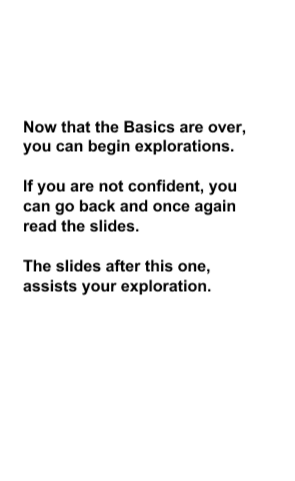 Now that the Basics are over,
you can begin explorations.
If you are not confident, you
can go back and once again
read the slides.
The slides after this one,
assists your exploration.